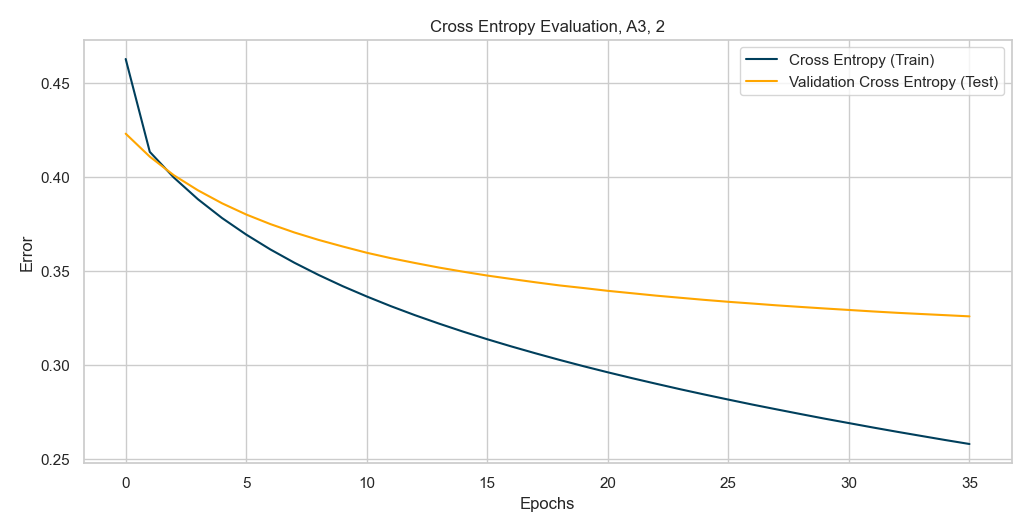 Cross Entropy Evaluation, A3, 2
Cross Entropy (Train)
Validation Cross Entropy (Test)
Error
0.45
0.40
0.35
0.30
0.25
0 5 10 15 20 25 30 35
Epochs